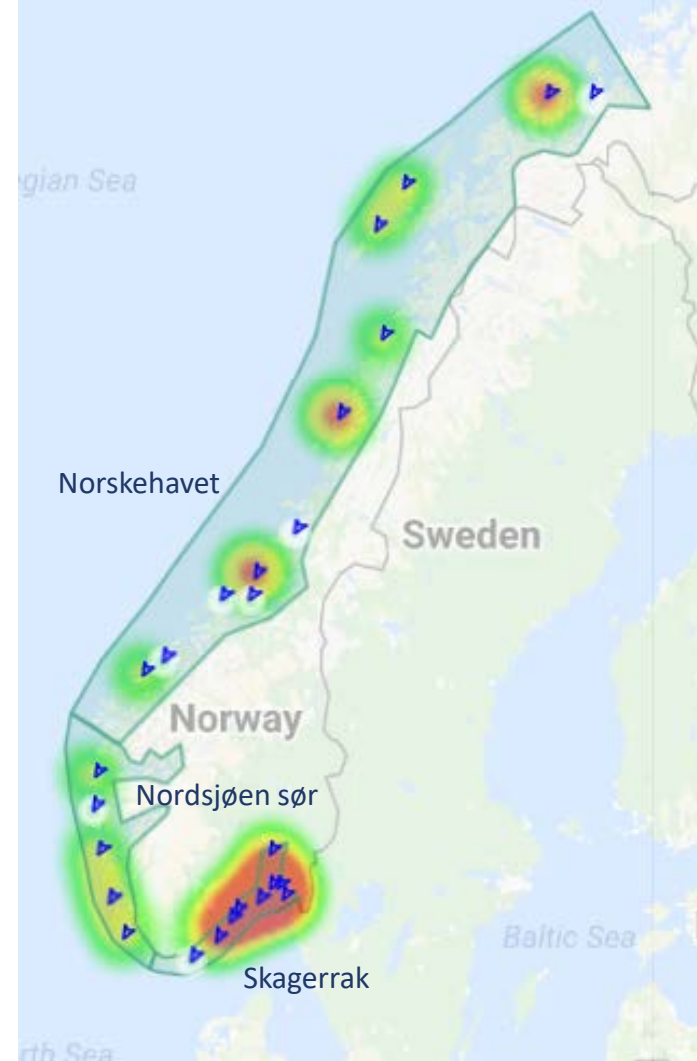 gian Sea
Norskehavet
Sweden
Norway
Nordsjøen sør
Baltic Sea
Skagerrak
rth Sea